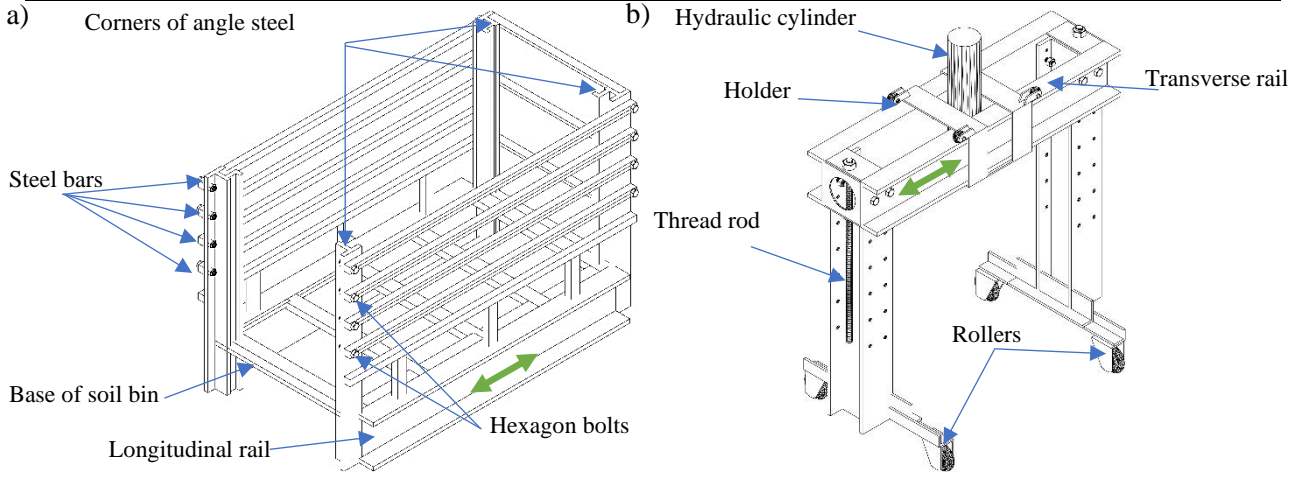 a)
Corners of angle steel
Steel bars
Base of soil bin
Longitudinal rail
Hexagon bolts
b)
Hydraulic cylinder
Holder
Transverse rail
Thread rod
Rollers